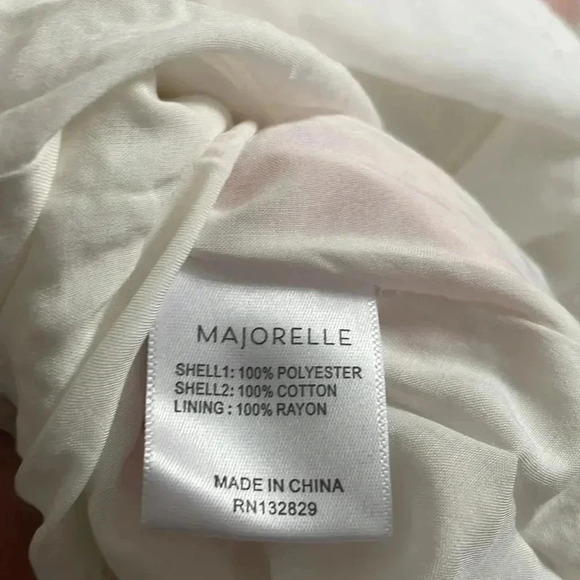 MAJORELLE
SHELL1: 100% POLYESTER
SHELL2: 100% COTTON
LINING : 100% RAYON
MADE IN CHINA
RN132829